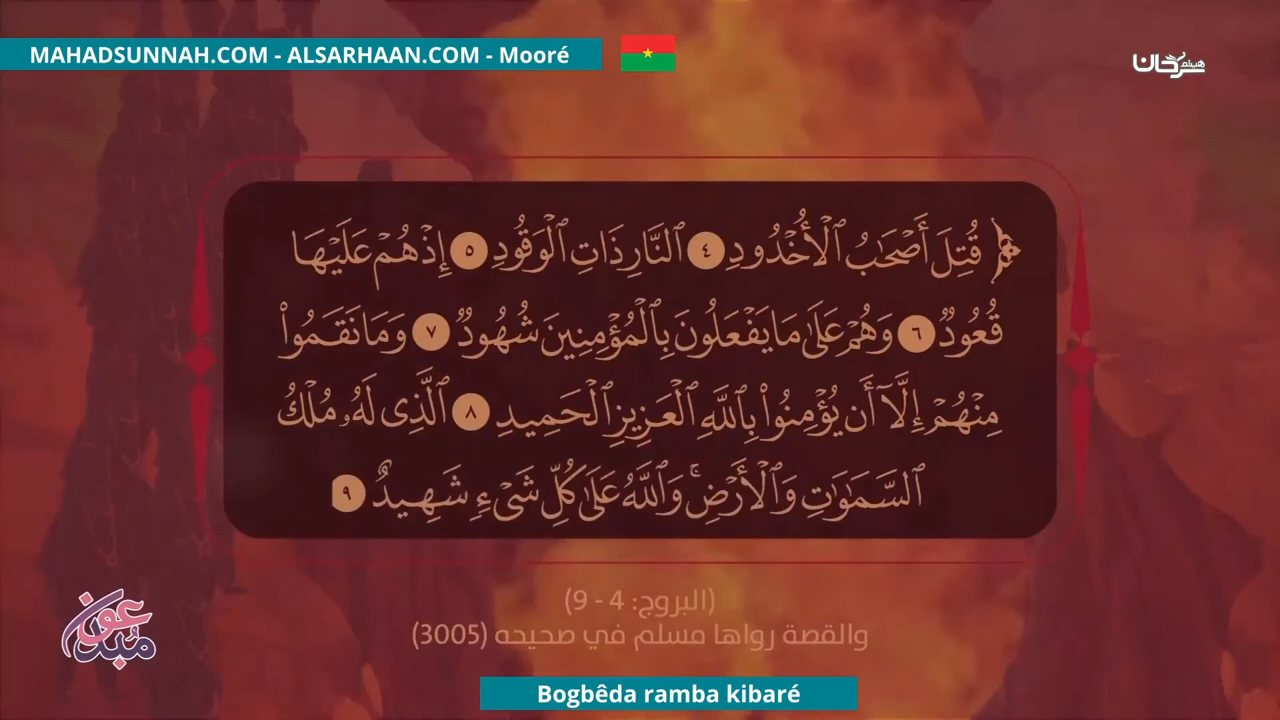 MAHADSUNNAH.COM - ALSARHAAN.COM - Mooré
هيثم سرحان
﴿ قُتِلَ أَصْحَٰبُ ٱلْأُخْدُودِ ٤ ٱلنَّارِ ذَاتِ ٱلْوَقُودِ ٥ إِذْ هُمْ عَلَيْهَا
قُعُودٌ ٦ وَهُمْ عَلَىٰ مَا يَفْعَلُونَ بِٱلْمُؤْمِنِينَ شُهُودٌ ٧ وَمَا نَقَمُوا۟
مِنْهُمْ إِلَّآ أَن يُؤْمِنُوا۟ بِٱللَّهِ ٱلْعَزِيزِ ٱلْحَمِيدِ ٨ ٱلَّذِى لَهُۥ مُلْكُ
ٱلسَّمَٰوَٰتِ وَٱلْأَرْضِ ۚ وَٱللَّهُ عَلَىٰ كُلِّ شَىْءٍ شَهِيدٌ ٩
(البروج: 4 - 9)
والقصة رواها مسلم في صحيحه (3005)
Bogbêda ramba kibaré